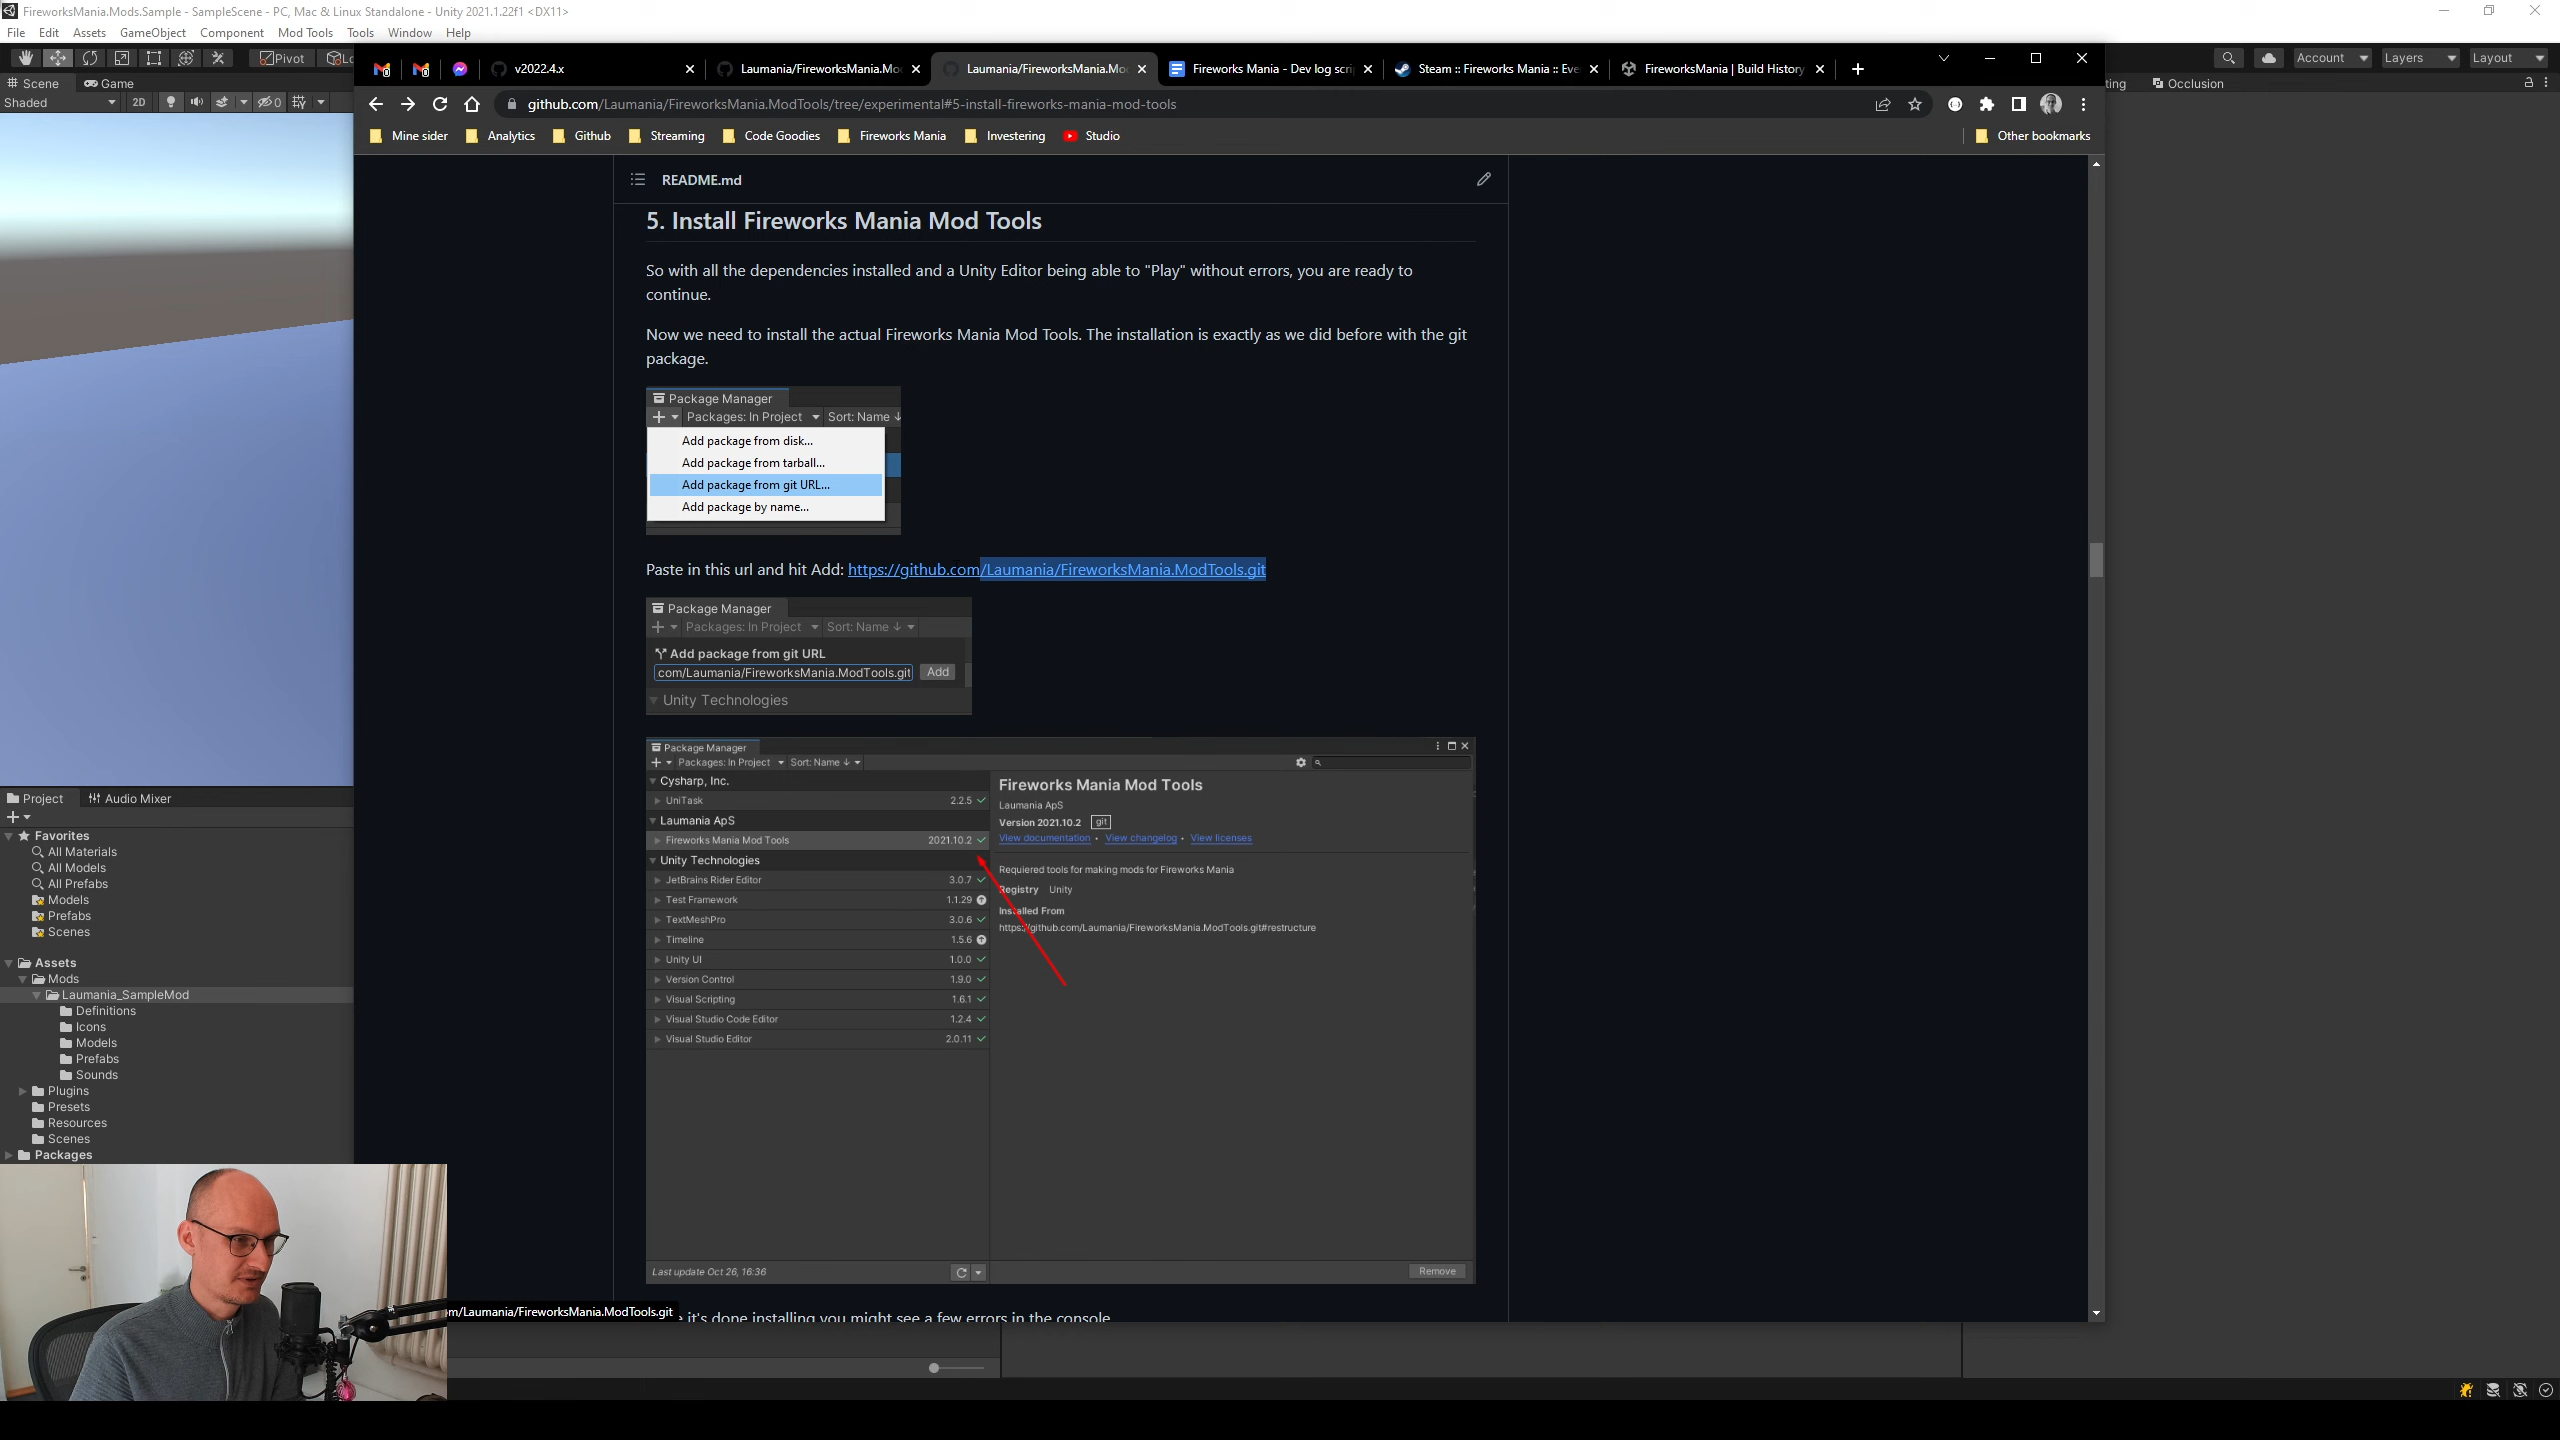 FireworksMania.Mods.Sample - SampleScene - PC, Mac & Linux Standalone - Unity 2021.1.22f1 <DX11>
File Edit Assets GameObject Component Mod Tools Tools Window Help
Pivot
Account Layers Layout
Scene Game
Occlusion
Shaded 2D 0
v2022.4.x
Laumania/FireworksMania.Mo
Laumania/FireworksMania.Mo
Fireworks Mania - Dev log scri
Steam :: Fireworks Mania :: Eve
FireworksMania | Build History
github.com/Laumania/FireworksMania.ModTools/tree/experimental#5-install-fireworks-mania-mod-tools
Mine sider Analytics Github Streaming Code Goodies Fireworks Mania Investering Studio Other bookmarks
README.md
5. Install Fireworks Mania Mod Tools
So with all the dependencies installed and a Unity Editor being able to "Play" without errors, you are ready to
continue.
Now we need to install the actual Fireworks Mania Mod Tools. The installation is exactly as we did before with the git
package.
Package Manager
Packages: In Project Sort: Name ↓
Add package from disk...
Add package from tarball...
Add package from git URL...
Add package by name...
Paste in this url and hit Add: https://github.com/Laumania/FireworksMania.ModTools.git
Package Manager
Packages: In Project Sort: Name ↓
Add package from git URL
com/Laumania/FireworksMania.ModTools.git Add
Unity Technologies
Package Manager
Packages: In Project Sort: Name ↓
Cysharp, Inc.
UniTask 2.2.5
Laumania ApS
Fireworks Mania Mod Tools 2021.10.2
Unity Technologies
JetBrains Rider Editor 3.0.7
Test Framework 1.1.29
TextMeshPro 3.0.6
Timeline 1.5.6
Unity UI 1.0.0
Version Control 1.9.0
Visual Scripting 1.6.1
Visual Studio Code Editor 1.2.4
Visual Studio Editor 2.0.11
Last update Oct 26, 16:36
Fireworks Mania Mod Tools
Laumania ApS
Version 2021.10.2 git
View documentation • View changelog • View licenses
Requiered tools for making mods for Fireworks Mania
Registry Unity
Installed From
https://github.com/Laumania/FireworksMania.ModTools.git#restructure
Remove
it's done installing you might see a few errors in the console
m/Laumania/FireworksMania.ModTools.git
Project Audio Mixer
Favorites
All Materials
All Models
All Prefabs
Models
Prefabs
Scenes
Assets
Mods
Laumania_SampleMod
Definitions
Icons
Models
Prefabs
Sounds
Plugins
Presets
Resources
Scenes
Packages